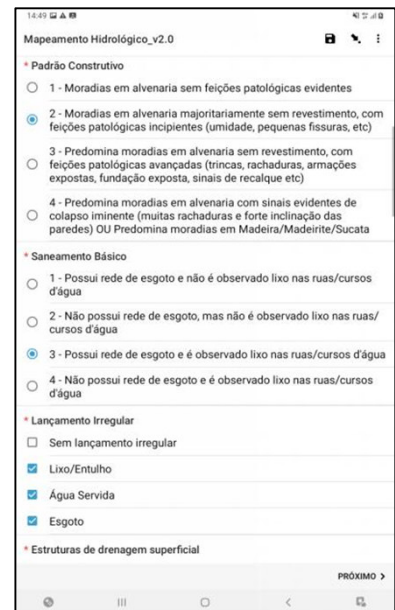 14:49
Mapeamento Hidrológico_v2.0
* Padrão Construtivo
1 - Moradias em alvenaria sem feições patológicas evidentes
2 - Moradias em alvenaria majoritariamente sem revestimento, com
feições patológicas incipientes (umidade, pequenas fissuras, etc)
3 - Predomina moradias em alvenaria sem revestimento, com
feições patológicas avançadas (trincas, rachaduras, armações
expostas, fundação exposta, sinais de recalque etc)
4 - Predomina moradias em alvenaria com sinais evidentes de
colapso iminente (muitas rachaduras e forte inclinação das
paredes) OU Predomina moradias em Madeira/Madeirite/Sucata
* Saneamento Básico
1 - Possui rede de esgoto e não é observado lixo nas ruas/cursos
d'água
2 - Não possui rede de esgoto, mas não é observado lixo nas ruas/
cursos d'água
3 - Possui rede de esgoto e é observado lixo nas ruas/cursos d'água
4 - Não possui rede de esgoto e é observado lixo nas ruas/cursos
d'água
* Lançamento Irregular
Sem lançamento irregular
Lixo/Entulho
Água Servida
Esgoto
* Estruturas de drenagem superficial
PRÓXIMO >